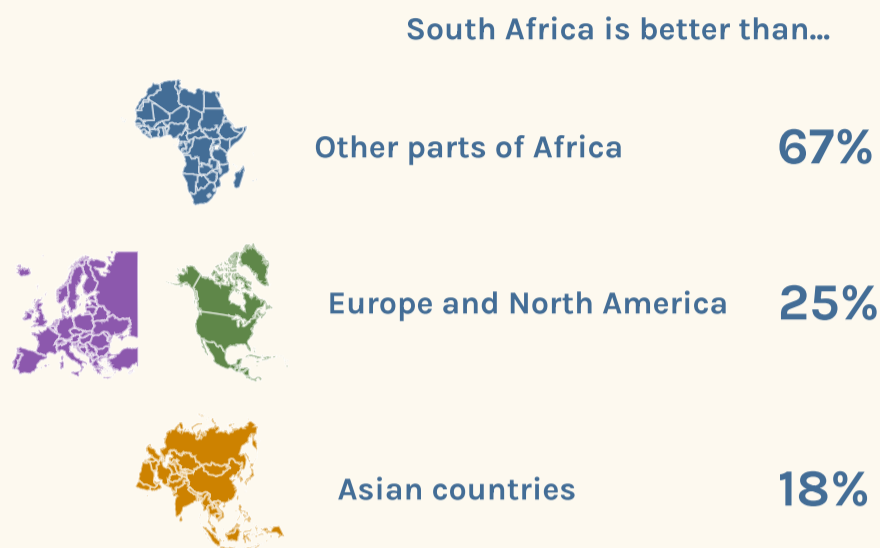 South Africa is better than...
Other parts of Africa 67%
Europe and North America 25%
Asian countries 18%